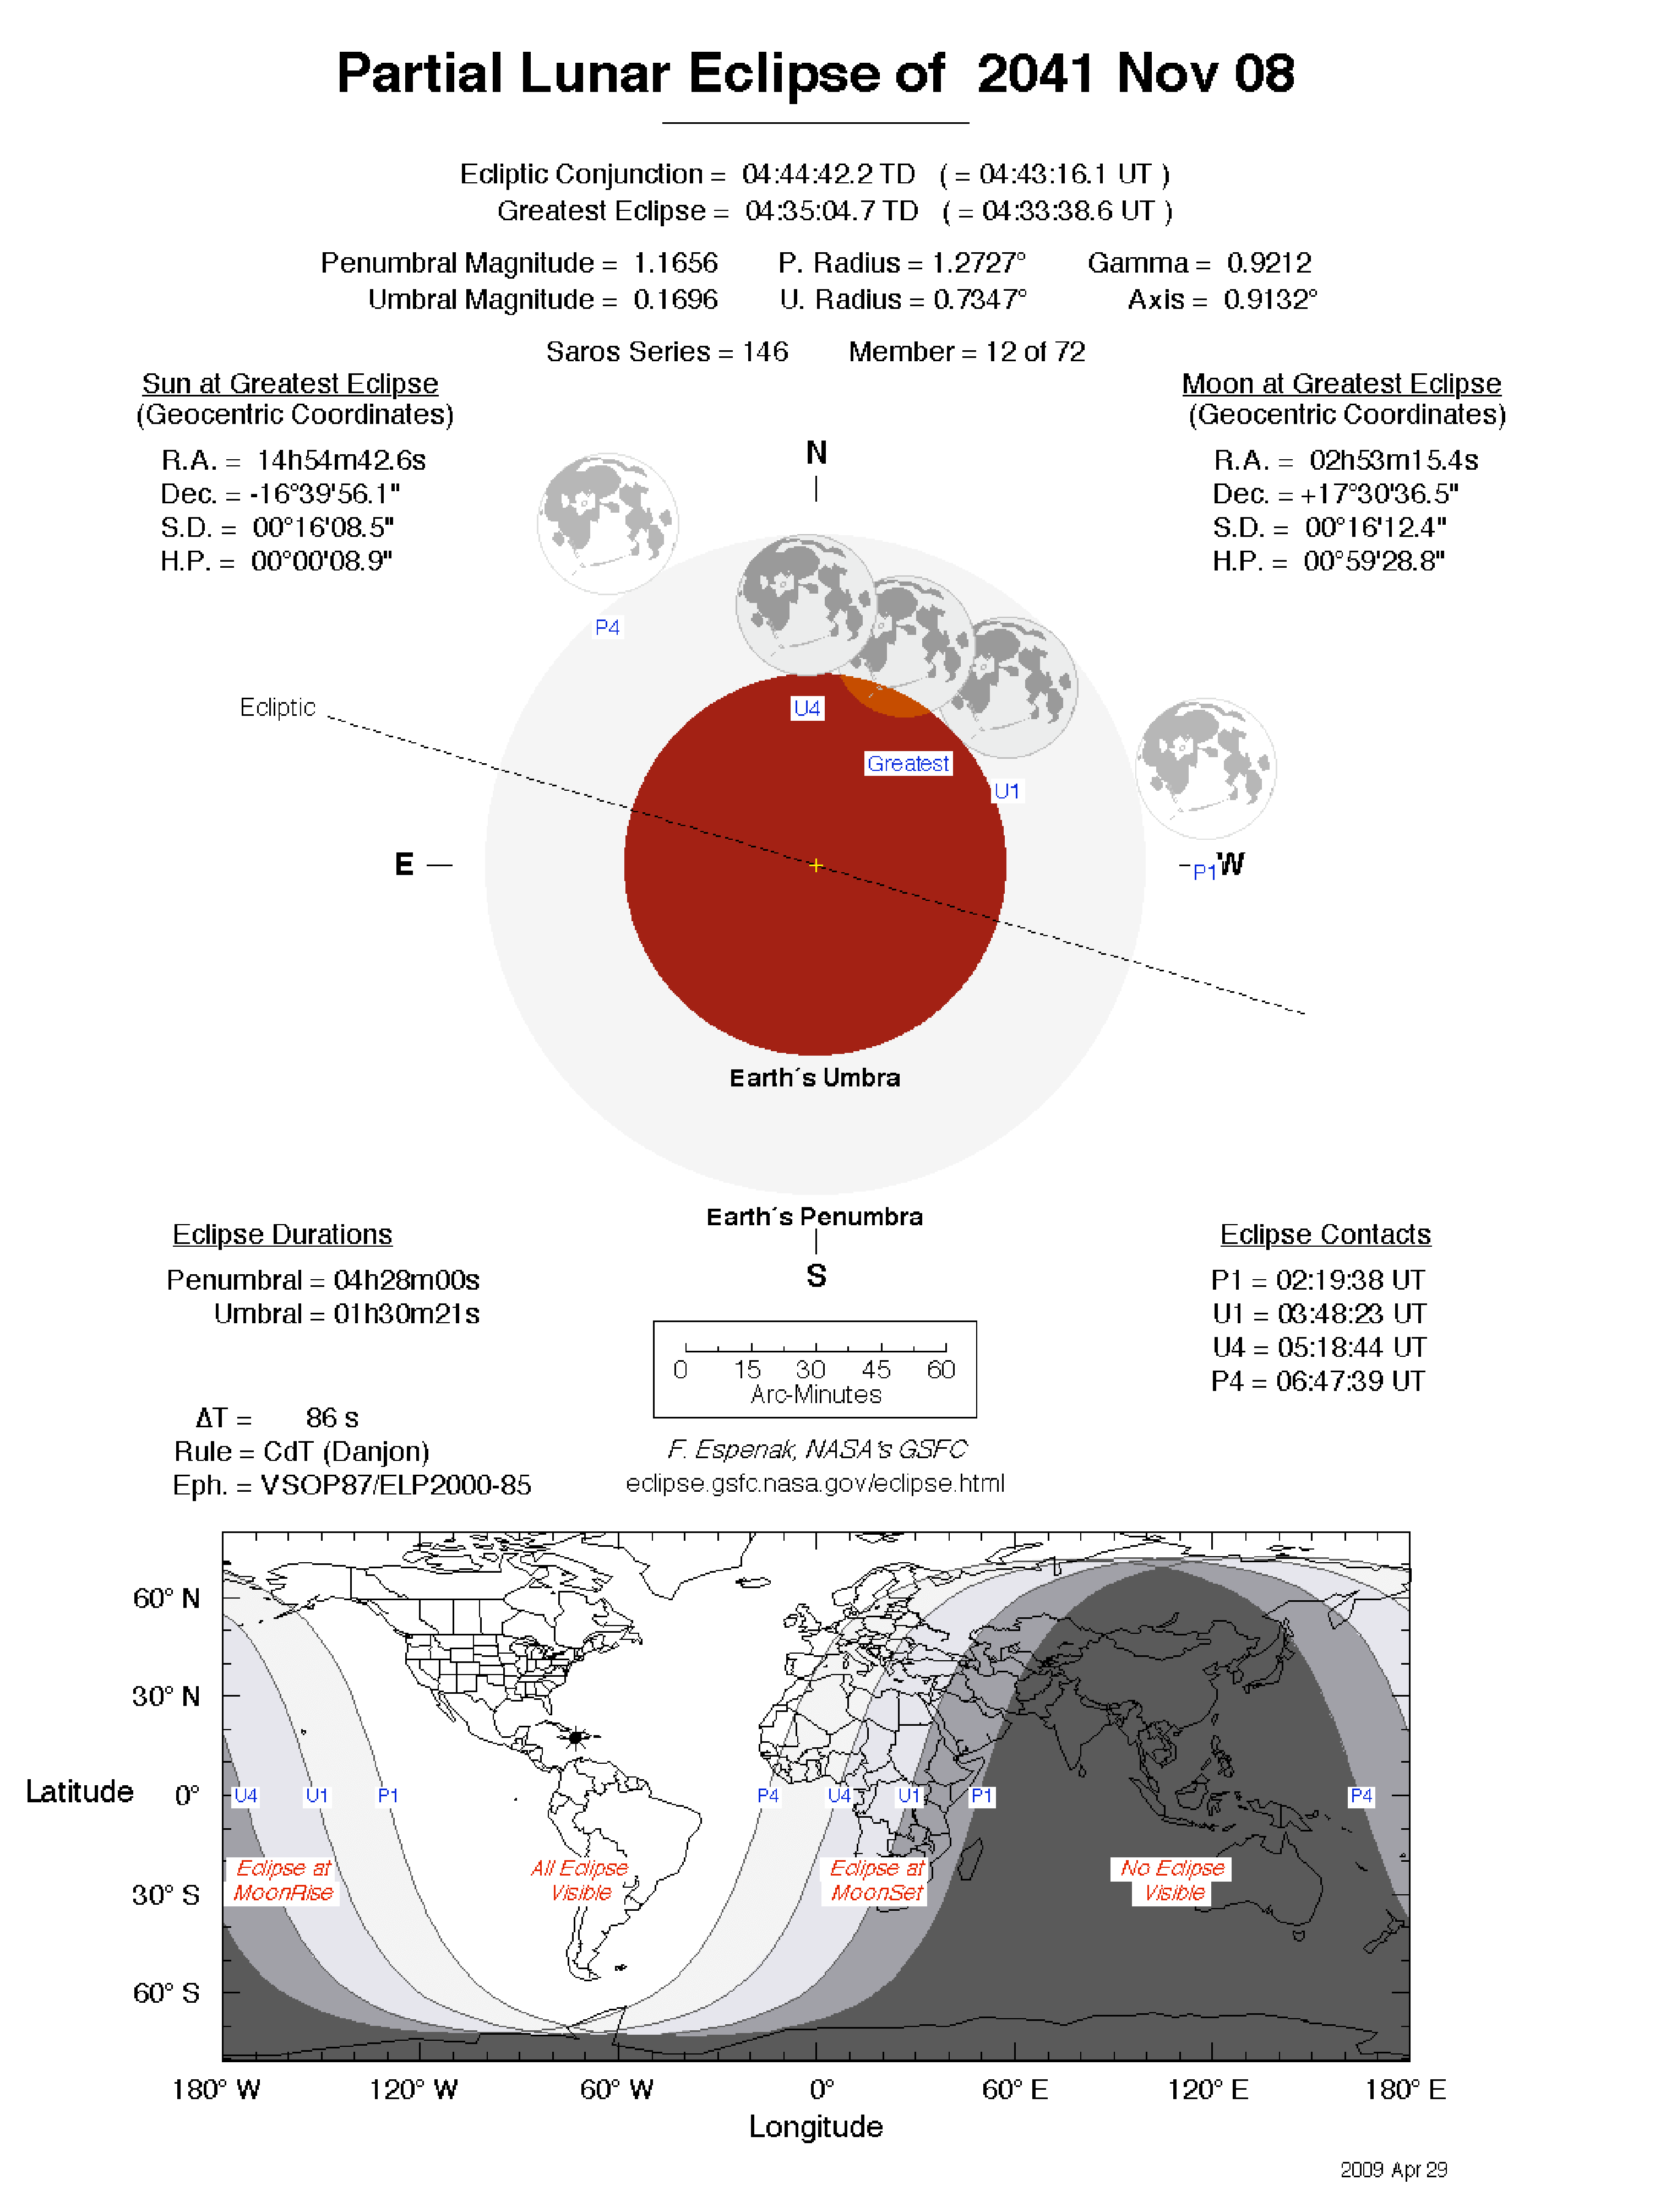 Partial Lunar Eclipse of 2041 Nov 08
Ecliptic Conjunction = 04:44:42.2 TD ( = 04:43:16.1 UT )
Greatest Eclipse = 04:35:04.7 TD ( = 04:33:38.6 UT )
Penumbral Magnitude = 1.1656 P. Radius = 1.2727° Gamma = 0.9212
Umbral Magnitude = 0.1696 U. Radius = 0.7347° Axis = 0.9132°
Saros Series = 146 Member = 12 of 72
Sun at Greatest Eclipse
(Geocentric Coordinates)
R.A. = 14h54m42.6s
Dec. = -16°39'56.1"
S.D. = 00°16'08.5"
H.P. = 00°00'08.9"
Moon at Greatest Eclipse
(Geocentric Coordinates)
R.A. = 02h53m15.4s
Dec. = +17°30'36.5"
S.D. = 00°16'12.4"
H.P. = 00°59'28.8"
N
P4
Ecliptic
U4
Greatest
U1
E
P1
W
Earth´s Umbra
Earth´s Penumbra
S
Eclipse Durations
Penumbral = 04h28m00s
Umbral = 01h30m21s
Eclipse Contacts
P1 = 02:19:38 UT
U1 = 03:48:23 UT
U4 = 05:18:44 UT
P4 = 06:47:39 UT
0 15 30 45 60
Arc-Minutes
ΔT = 86 s
Rule = CdT (Danjon)
Eph. = VSOP87/ELP2000-85
F. Espenak, NASA's GSFC
eclipse.gsfc.nasa.gov/eclipse.html
60° N
30° N
Latitude 0°
30° S
60° S
U4 U1 P1 P4 U4 U1 P1 P4
Eclipse at
MoonRise
All Eclipse
Visible
Eclipse at
MoonSet
No Eclipse
Visible
180° W 120° W 60° W 0° 60° E 120° E 180° E
Longitude
2009 Apr 29